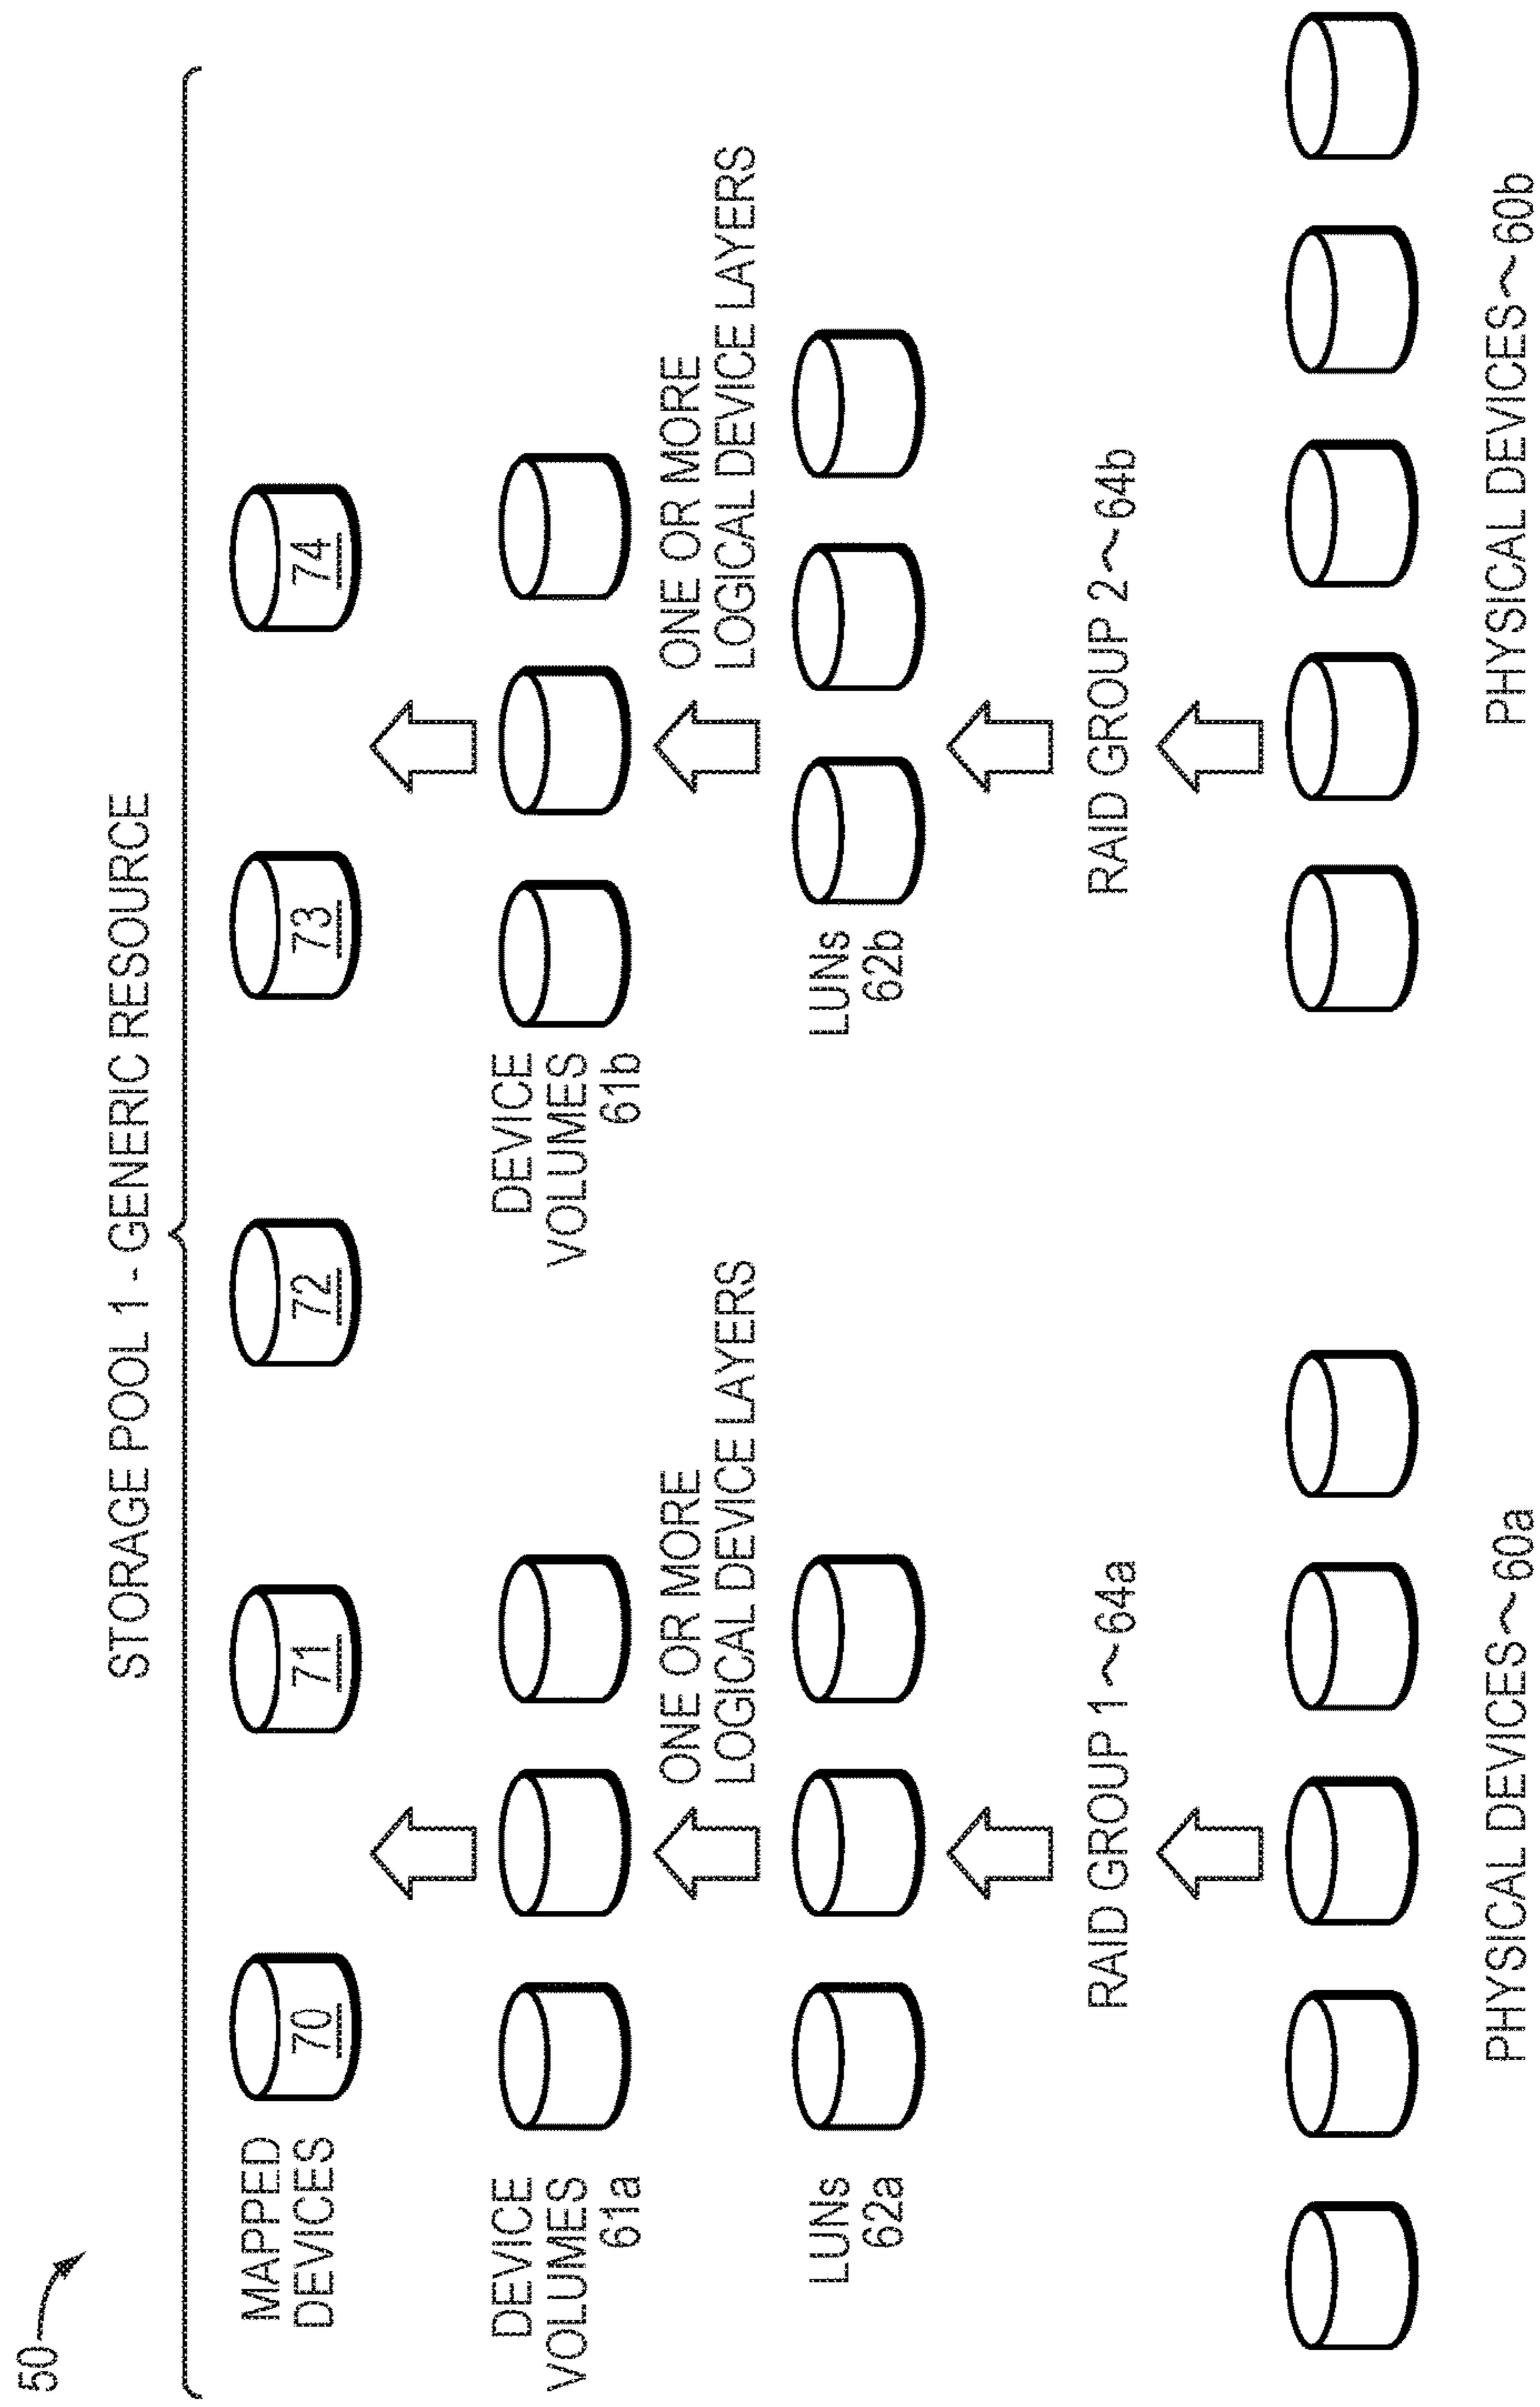 50
STORAGE POOL 1 - GENERIC RESOURCE
MAPPED
DEVICES
70
71
72
73
74
DEVICE
VOLUMES
61a
DEVICE
VOLUMES
61b
ONE OR MORE
LOGICAL DEVICE LAYERS
ONE OR MORE
LOGICAL DEVICE LAYERS
LUNs
62a
LUNs
62b
RAID GROUP 1~64a
RAID GROUP 2~64b
PHYSICAL DEVICES~60a
PHYSICAL DEVICES~60b